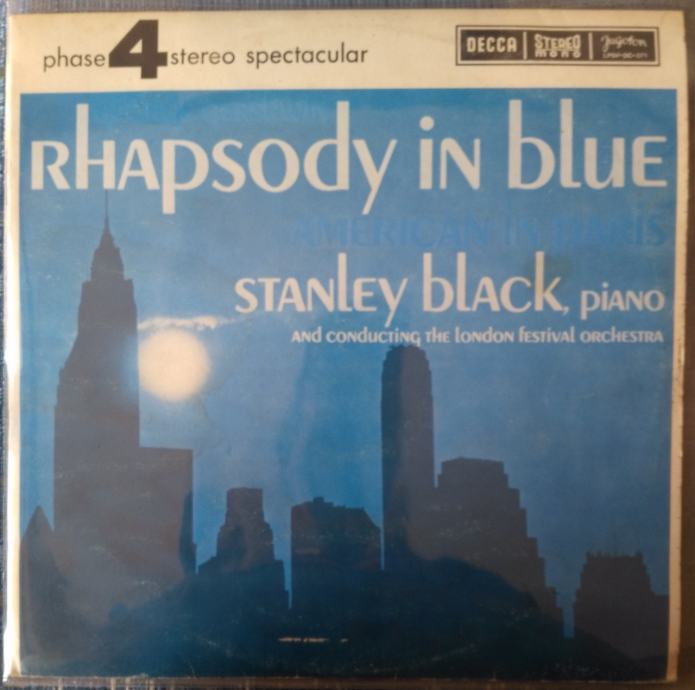 phase 4 stereo spectacular
DECCA STEREO mono Jugoton
RHAPSODY IN BLUE
AMERICAN IN PARIS
STANLEY BLACK, PIANO
AND CONDUCTING THE LONDON FESTIVAL ORCHESTRA